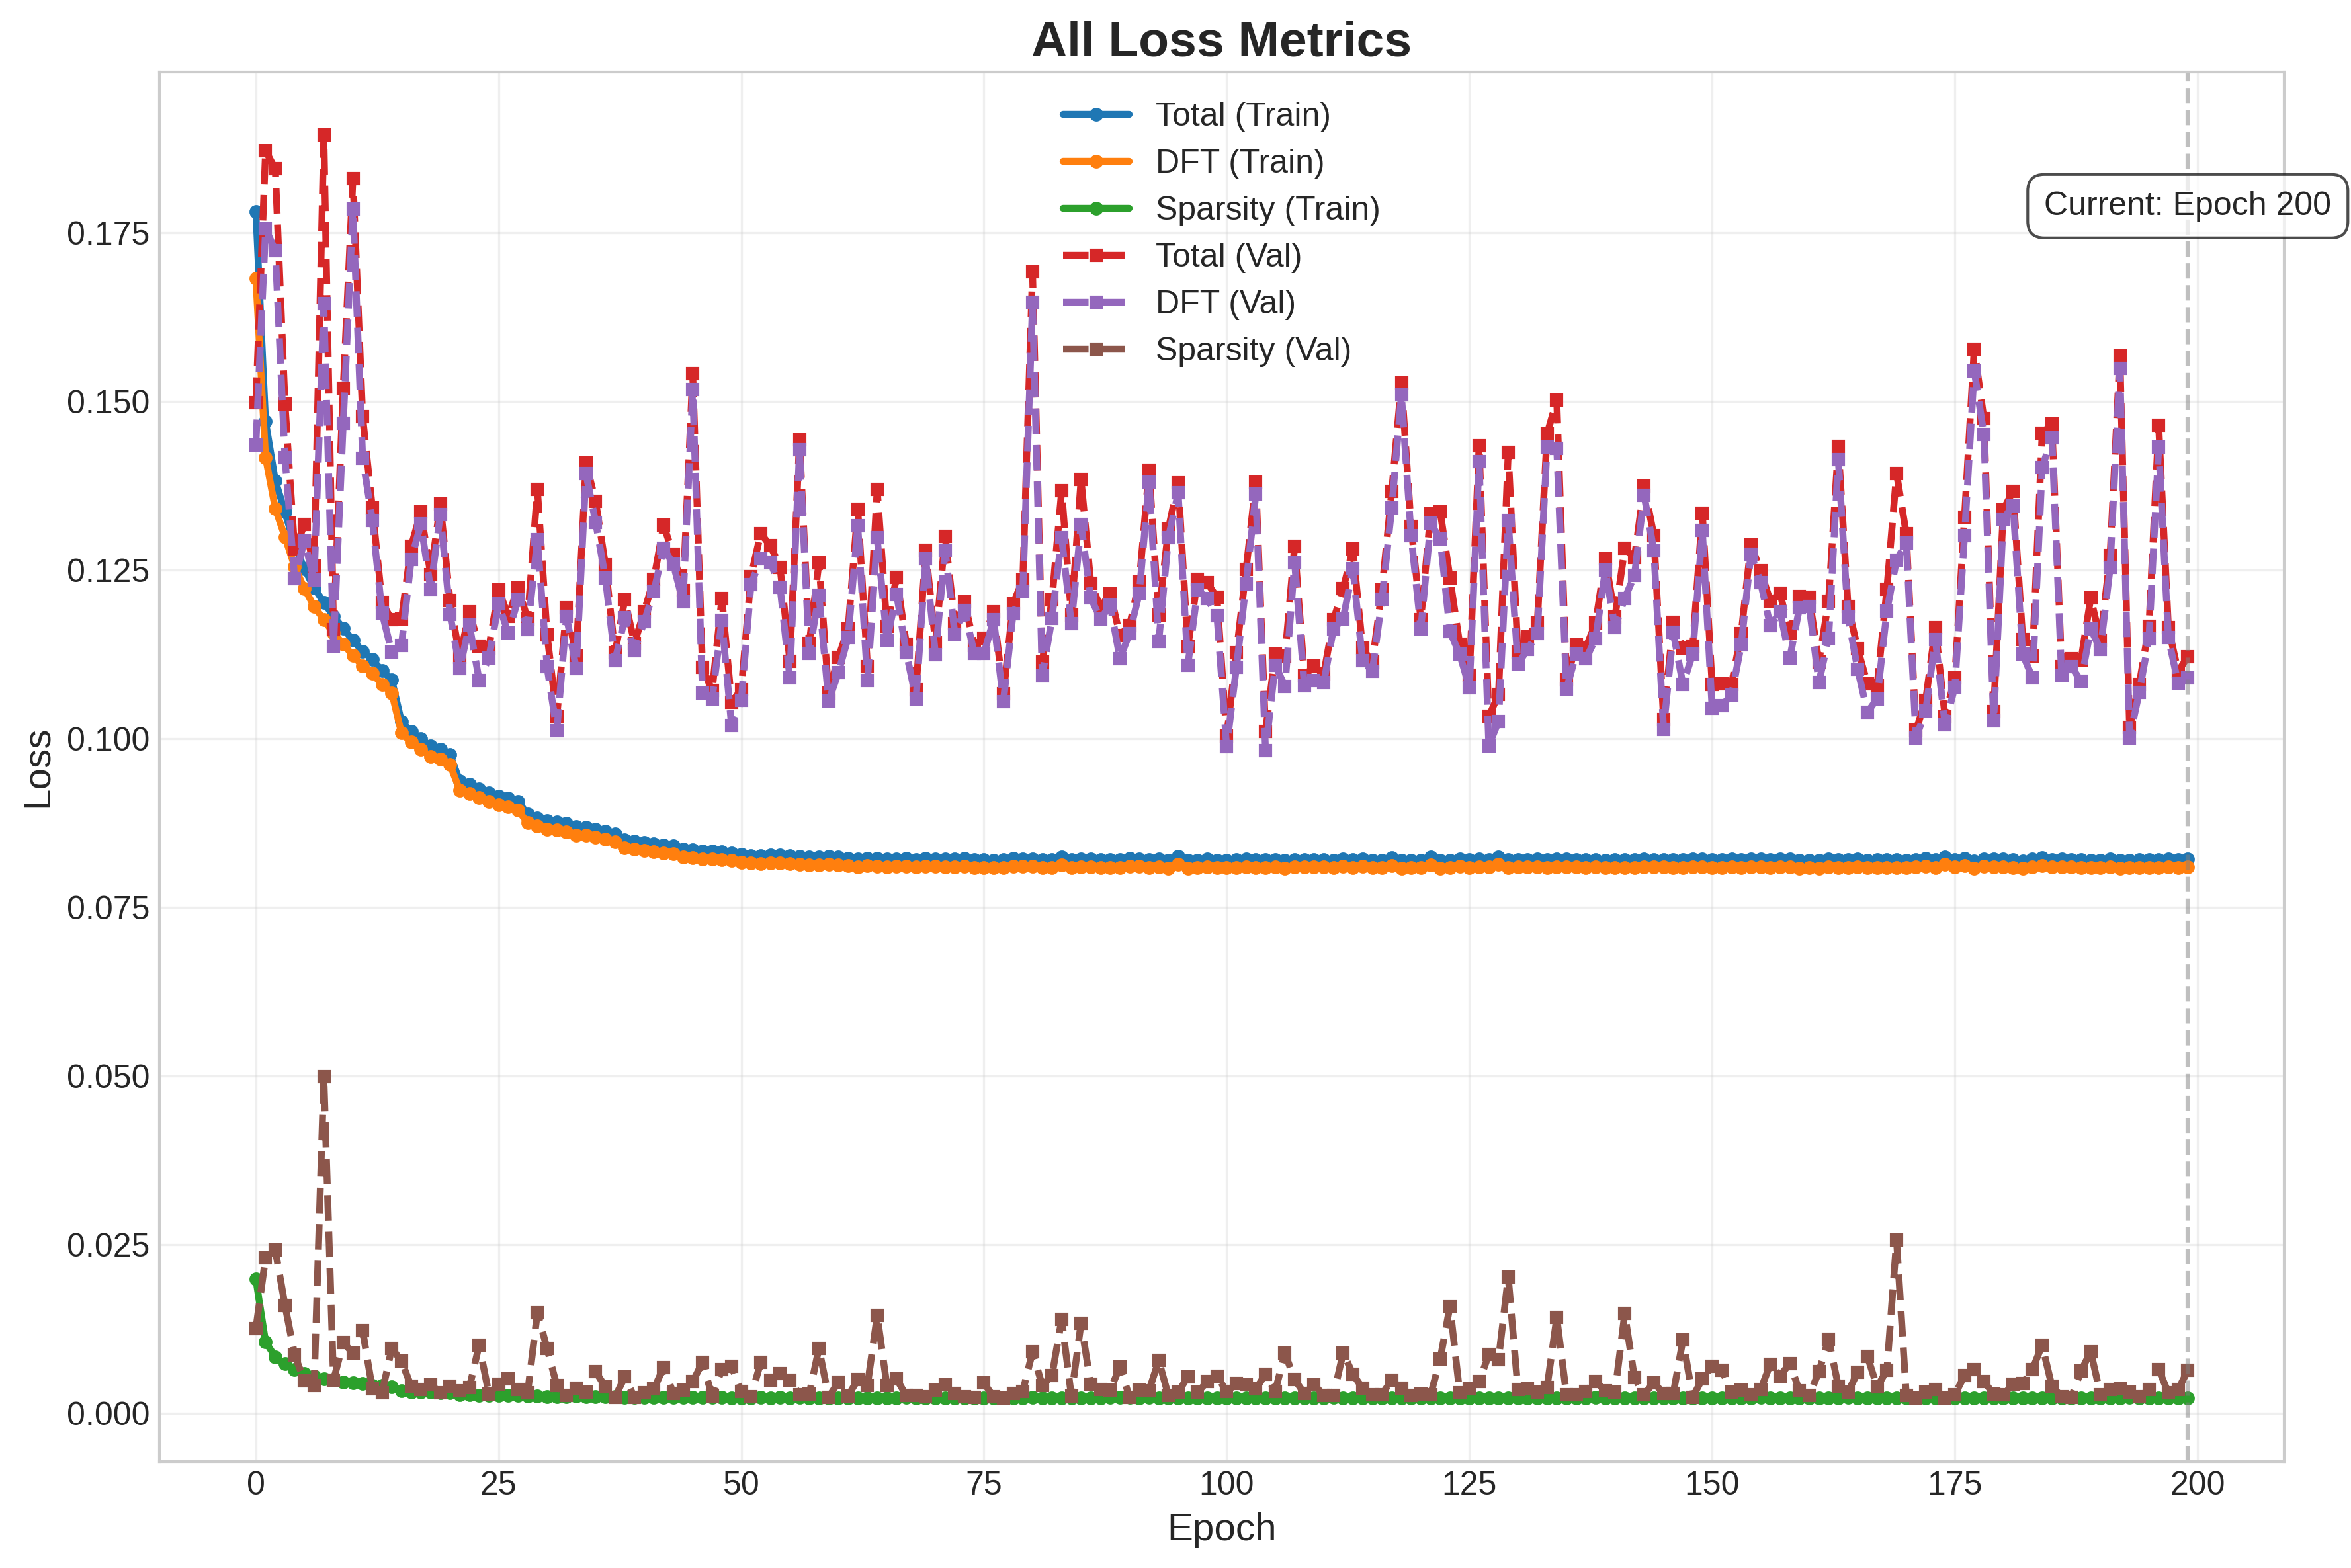 All Loss Metrics
Total (Train)
DFT (Train)
Sparsity (Train)
Total (Val)
DFT (Val)
Sparsity (Val)
Current: Epoch 200
Loss
0.175
0.150
0.125
0.100
0.075
0.050
0.025
0.000
0 25 50 75 100 125 150 175 200
Epoch